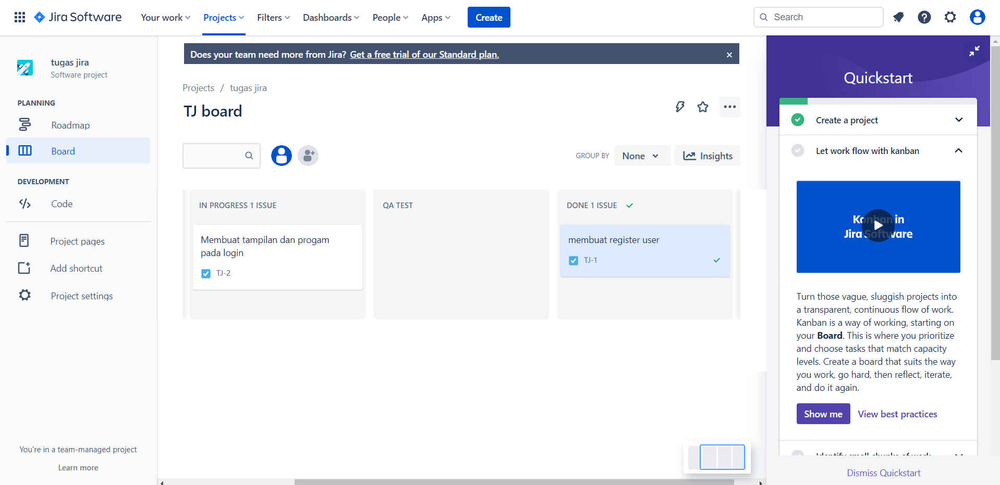 Jira Software
Your work
Projects
Filters
Dashboards
People
Apps
Create
Search
tugas jira
Software project
PLANNING
Roadmap
Board
DEVELOPMENT
Code
Project pages
Add shortcut
Project settings
You're in a team-managed project
Learn more
Does your team need more from Jira? Get a free trial of our Standard plan.
Projects / tugas jira
TJ board
GROUP BY
None
Insights
IN PROGRESS 1 ISSUE
Membuat tampilan dan progam
pada login
TJ-2
QA TEST
DONE 1 ISSUE
membuat register user
TJ-1
Quickstart
Create a project
Let work flow with kanban
Kanban in
Jira Software
Turn those vague, sluggish projects into
a transparent, continuous flow of work.
Kanban is a way of working, starting on
your Board. This is where you prioritize
and choose tasks that match capacity
levels. Create a board that suits the way
you work, go hard, then reflect, iterate,
and do it again.
Show me
View best practices
Identify small chunks of work
Dismiss Quickstart